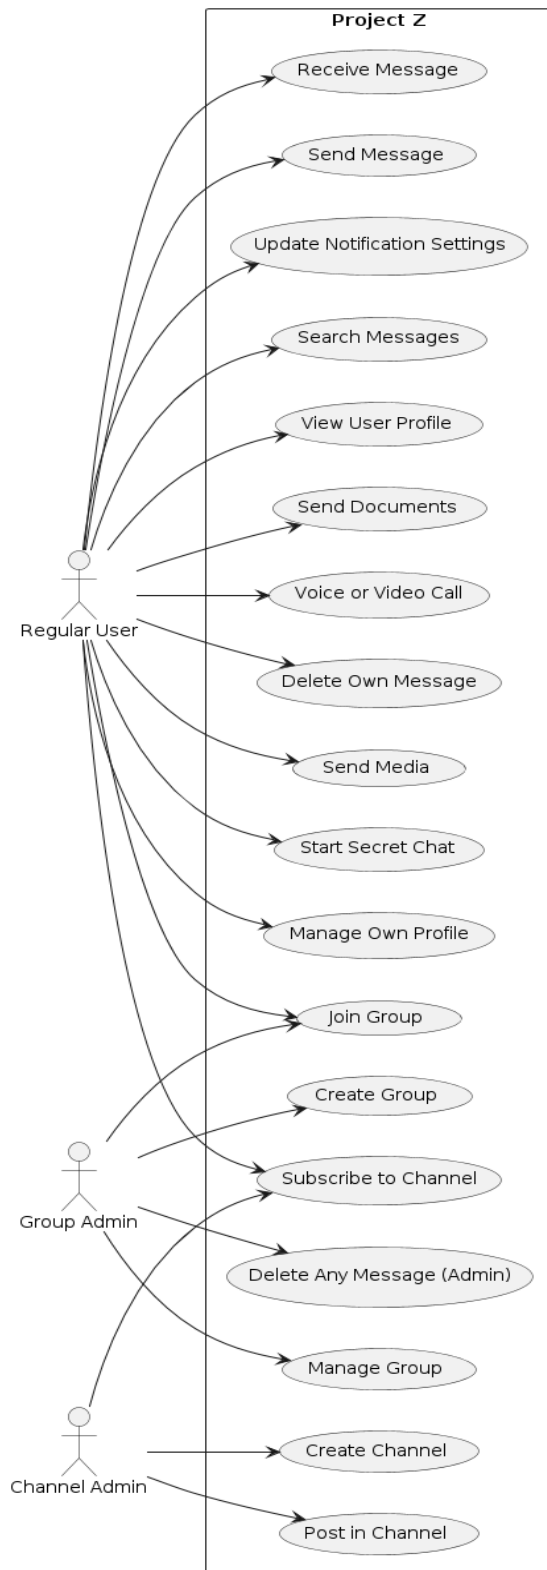 Project Z
Receive Message
Send Message
Update Notification Settings
Search Messages
View User Profile
Send Documents
Voice or Video Call
Regular User
Delete Own Message
Send Media
Start Secret Chat
Manage Own Profile
Join Group
Create Group
Subscribe to Channel
Group Admin
Delete Any Message (Admin)
Manage Group
Create Channel
Channel Admin
Post in Channel